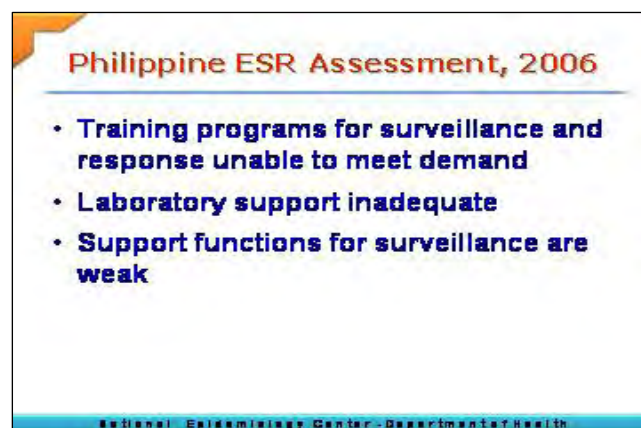 Philippine ESR Assessment, 2006
• Training programs for surveillance and
response unable to meet demand
• Laboratory support inadequate
• Support functions for surveillance are
weak
National Epidemiology Center - Department of Health